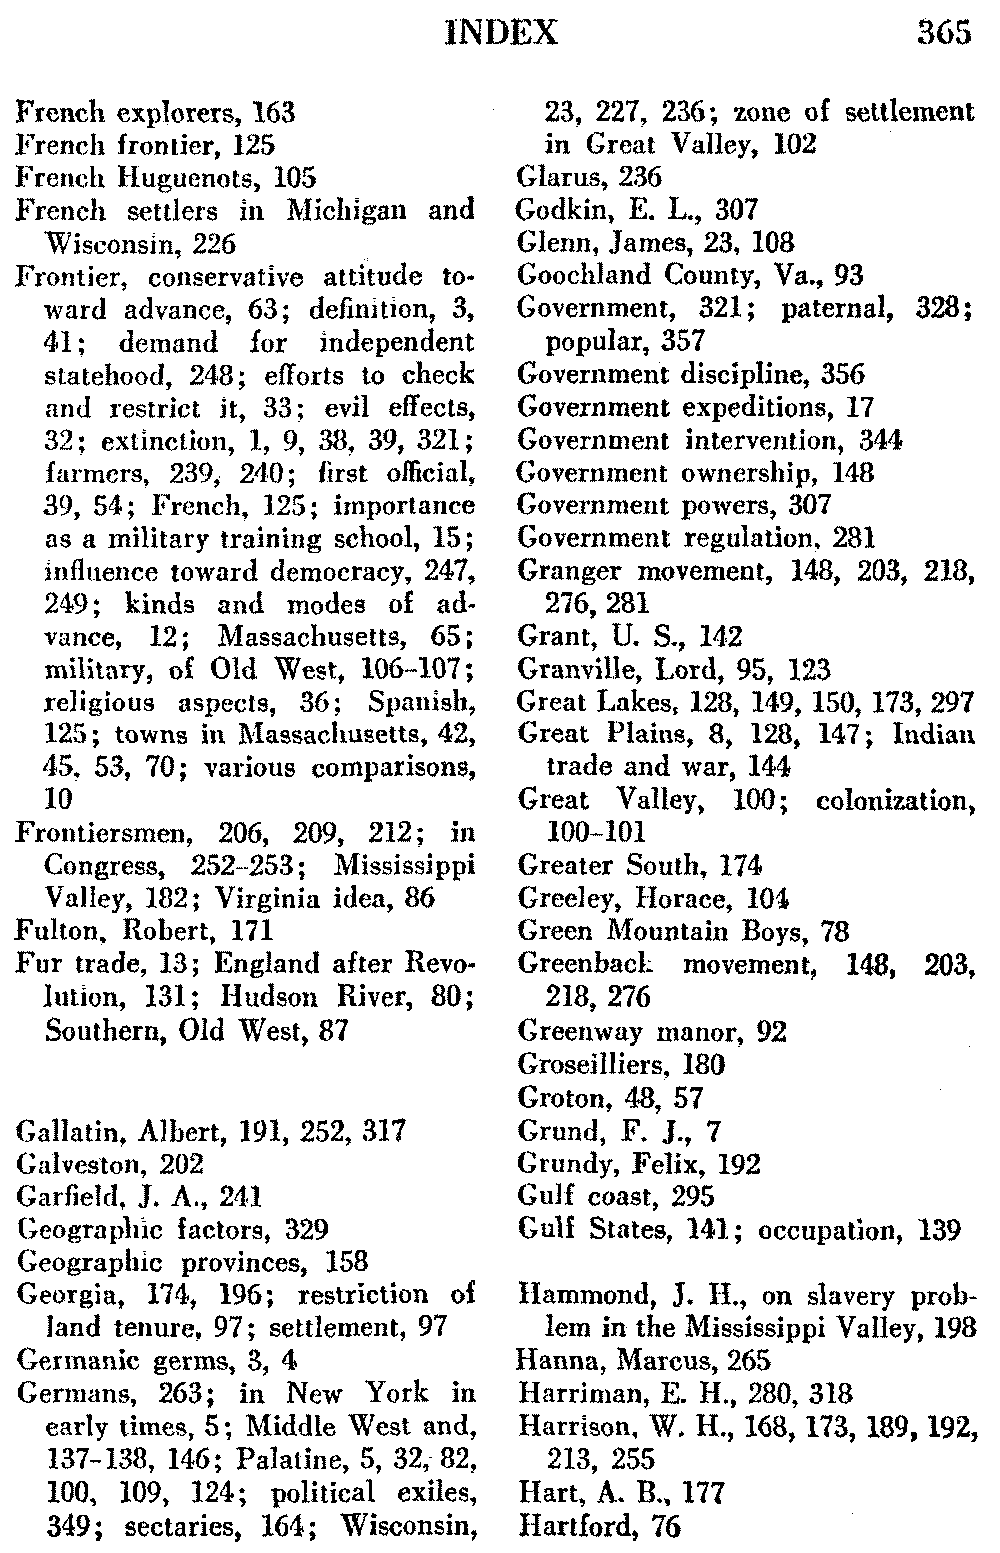 INDEX 365
French explorers, 163
French frontier, 125
French Huguenots, 105
French settlers in Michigan and
Wisconsin, 226
Frontier, conservative attitude to-
ward advance, 63; definition, 3,
41; demand for independent
statehood, 248; efforts to check
and restrict it, 33; evil effects,
32; extinction, 1, 9, 38, 39, 321;
farmers, 239, 240; first official,
39, 54; French, 125; importance
as a military training school, 15;
influence toward democracy, 247,
249; kinds and modes of ad-
vance, 12; Massachusetts, 65;
military, of Old West, 106-107;
religious aspects, 36; Spanish,
125; towns in Massachusetts, 42,
45, 53, 70; various comparisons,
10
Frontiersmen, 206, 209, 212; in
Congress, 252-253; Mississippi
Valley, 182; Virginia idea, 86
Fulton, Robert, 171
Fur trade, 13; England after Revo-
lution, 131; Hudson River, 80;
Southern, Old West, 87
Gallatin, Albert, 191, 252, 317
Galveston, 202
Garfield, J. A., 241
Geographic factors, 329
Geographic provinces, 158
Georgia, 174, 196; restriction of
land tenure, 97; settlement, 97
Germanic germs, 3, 4
Germans, 263; in New York in
early times, 5; Middle West and,
137-138, 146; Palatine, 5, 32, 82,
100, 109, 124; political exiles,
349; sectaries, 164; Wisconsin,
23, 227, 236; zone of settlement
in Great Valley, 102
Glarus, 236
Godkin, E. L., 307
Glenn, James, 23, 108
Goochland County, Va., 93
Government, 321; paternal, 328;
popular, 357
Government discipline, 356
Government expeditions, 17
Government intervention, 344
Government ownership, 148
Government powers, 307
Government regulation, 281
Granger movement, 148, 203, 218,
276, 281
Grant, U. S., 142
Granville, Lord, 95, 123
Great Lakes, 128, 149, 150, 173, 297
Great Plains, 8, 128, 147; Indian
trade and war, 144
Great Valley, 100; colonization,
100-101
Greater South, 174
Greeley, Horace, 104
Green Mountain Boys, 78
Greenback movement, 148, 203,
218, 276
Greenway manor, 92
Groseilliers, 180
Groton, 48, 57
Grund, F. J., 7
Grundy, Felix, 192
Gulf coast, 295
Gulf States, 141; occupation, 139
Hammond, J. H., on slavery prob-
lem in the Mississippi Valley, 198
Hanna, Marcus, 265
Harriman, E. H., 280, 318
Harrison, W. H., 168, 173, 189, 192,
213, 255
Hart, A. B., 177
Hartford, 76